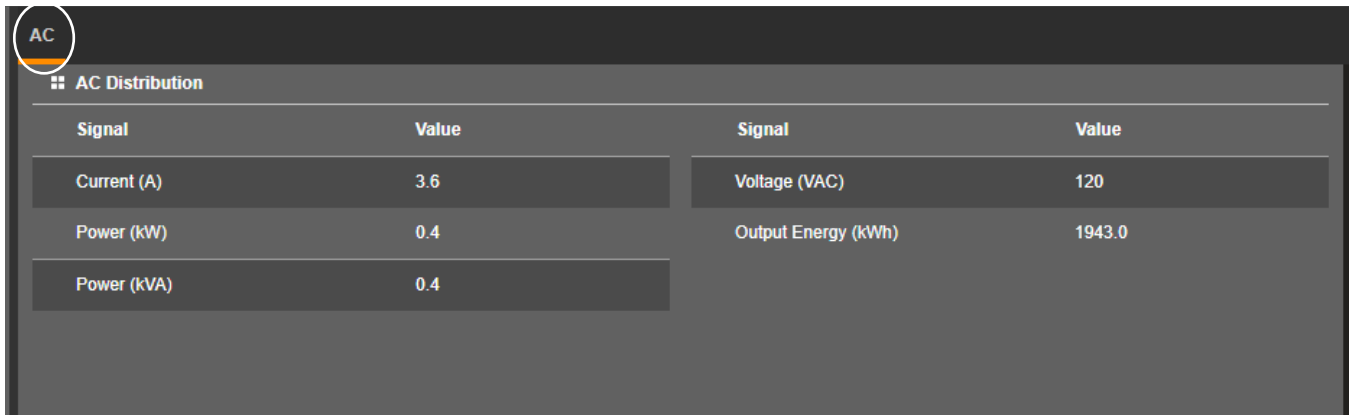 AC
AC Distribution
Signal Value Signal Value
Current (A) 3.6 Voltage (VAC) 120
Power (kW) 0.4 Output Energy (kWh) 1943.0
Power (kVA) 0.4